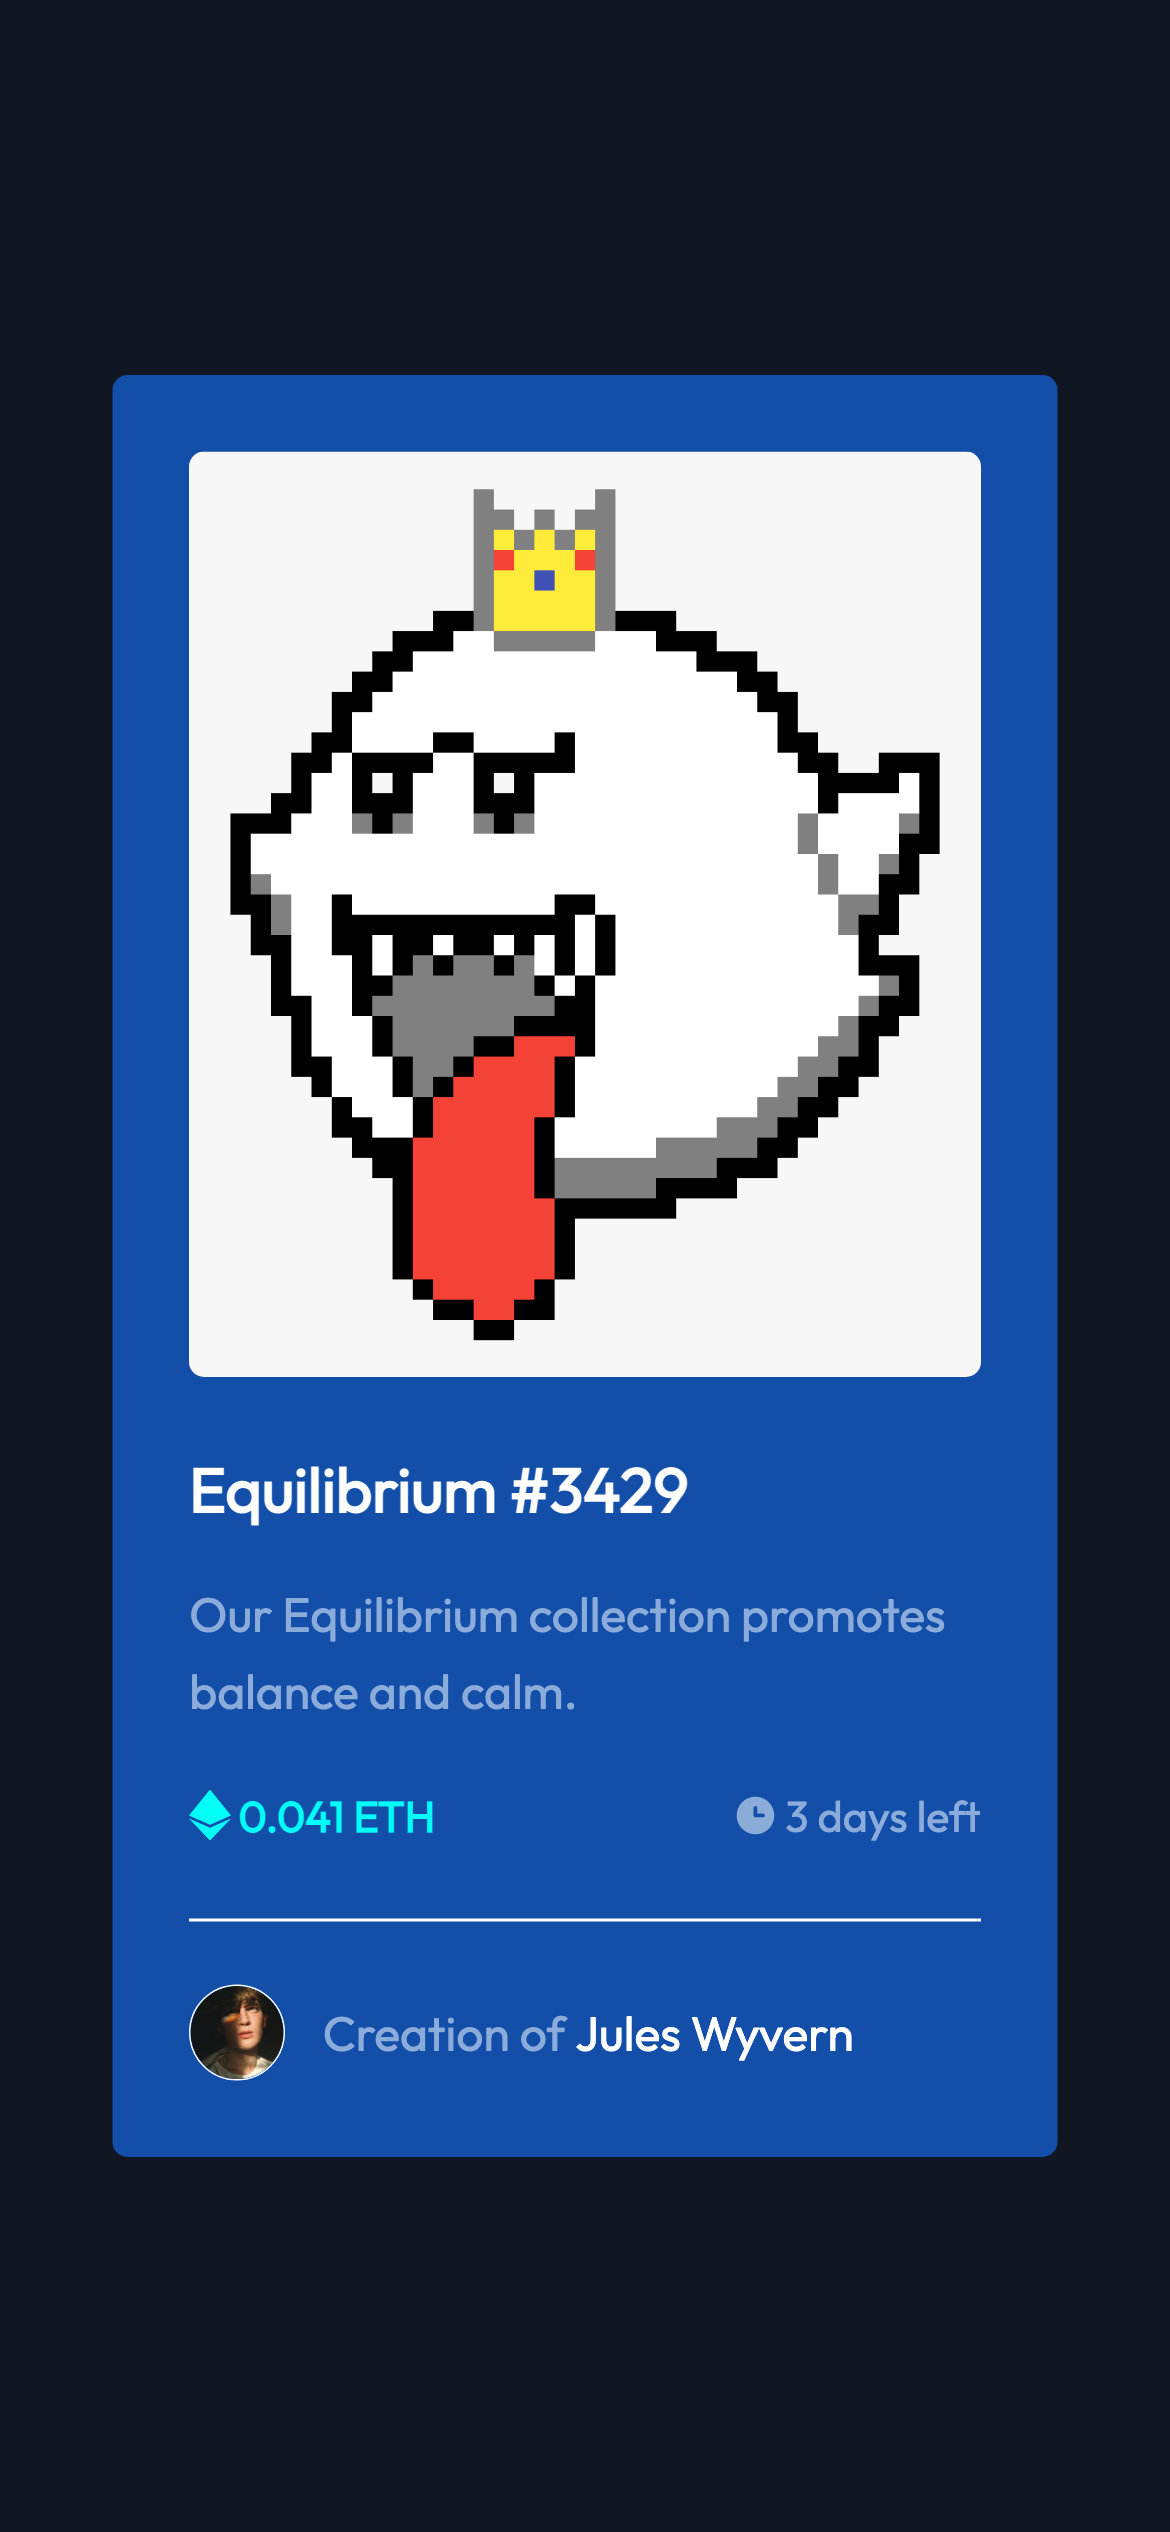 Equilibrium #3429
Our Equilibrium collection promotes
balance and calm.
0.041 ETH
3 days left
Creation of Jules Wyvern